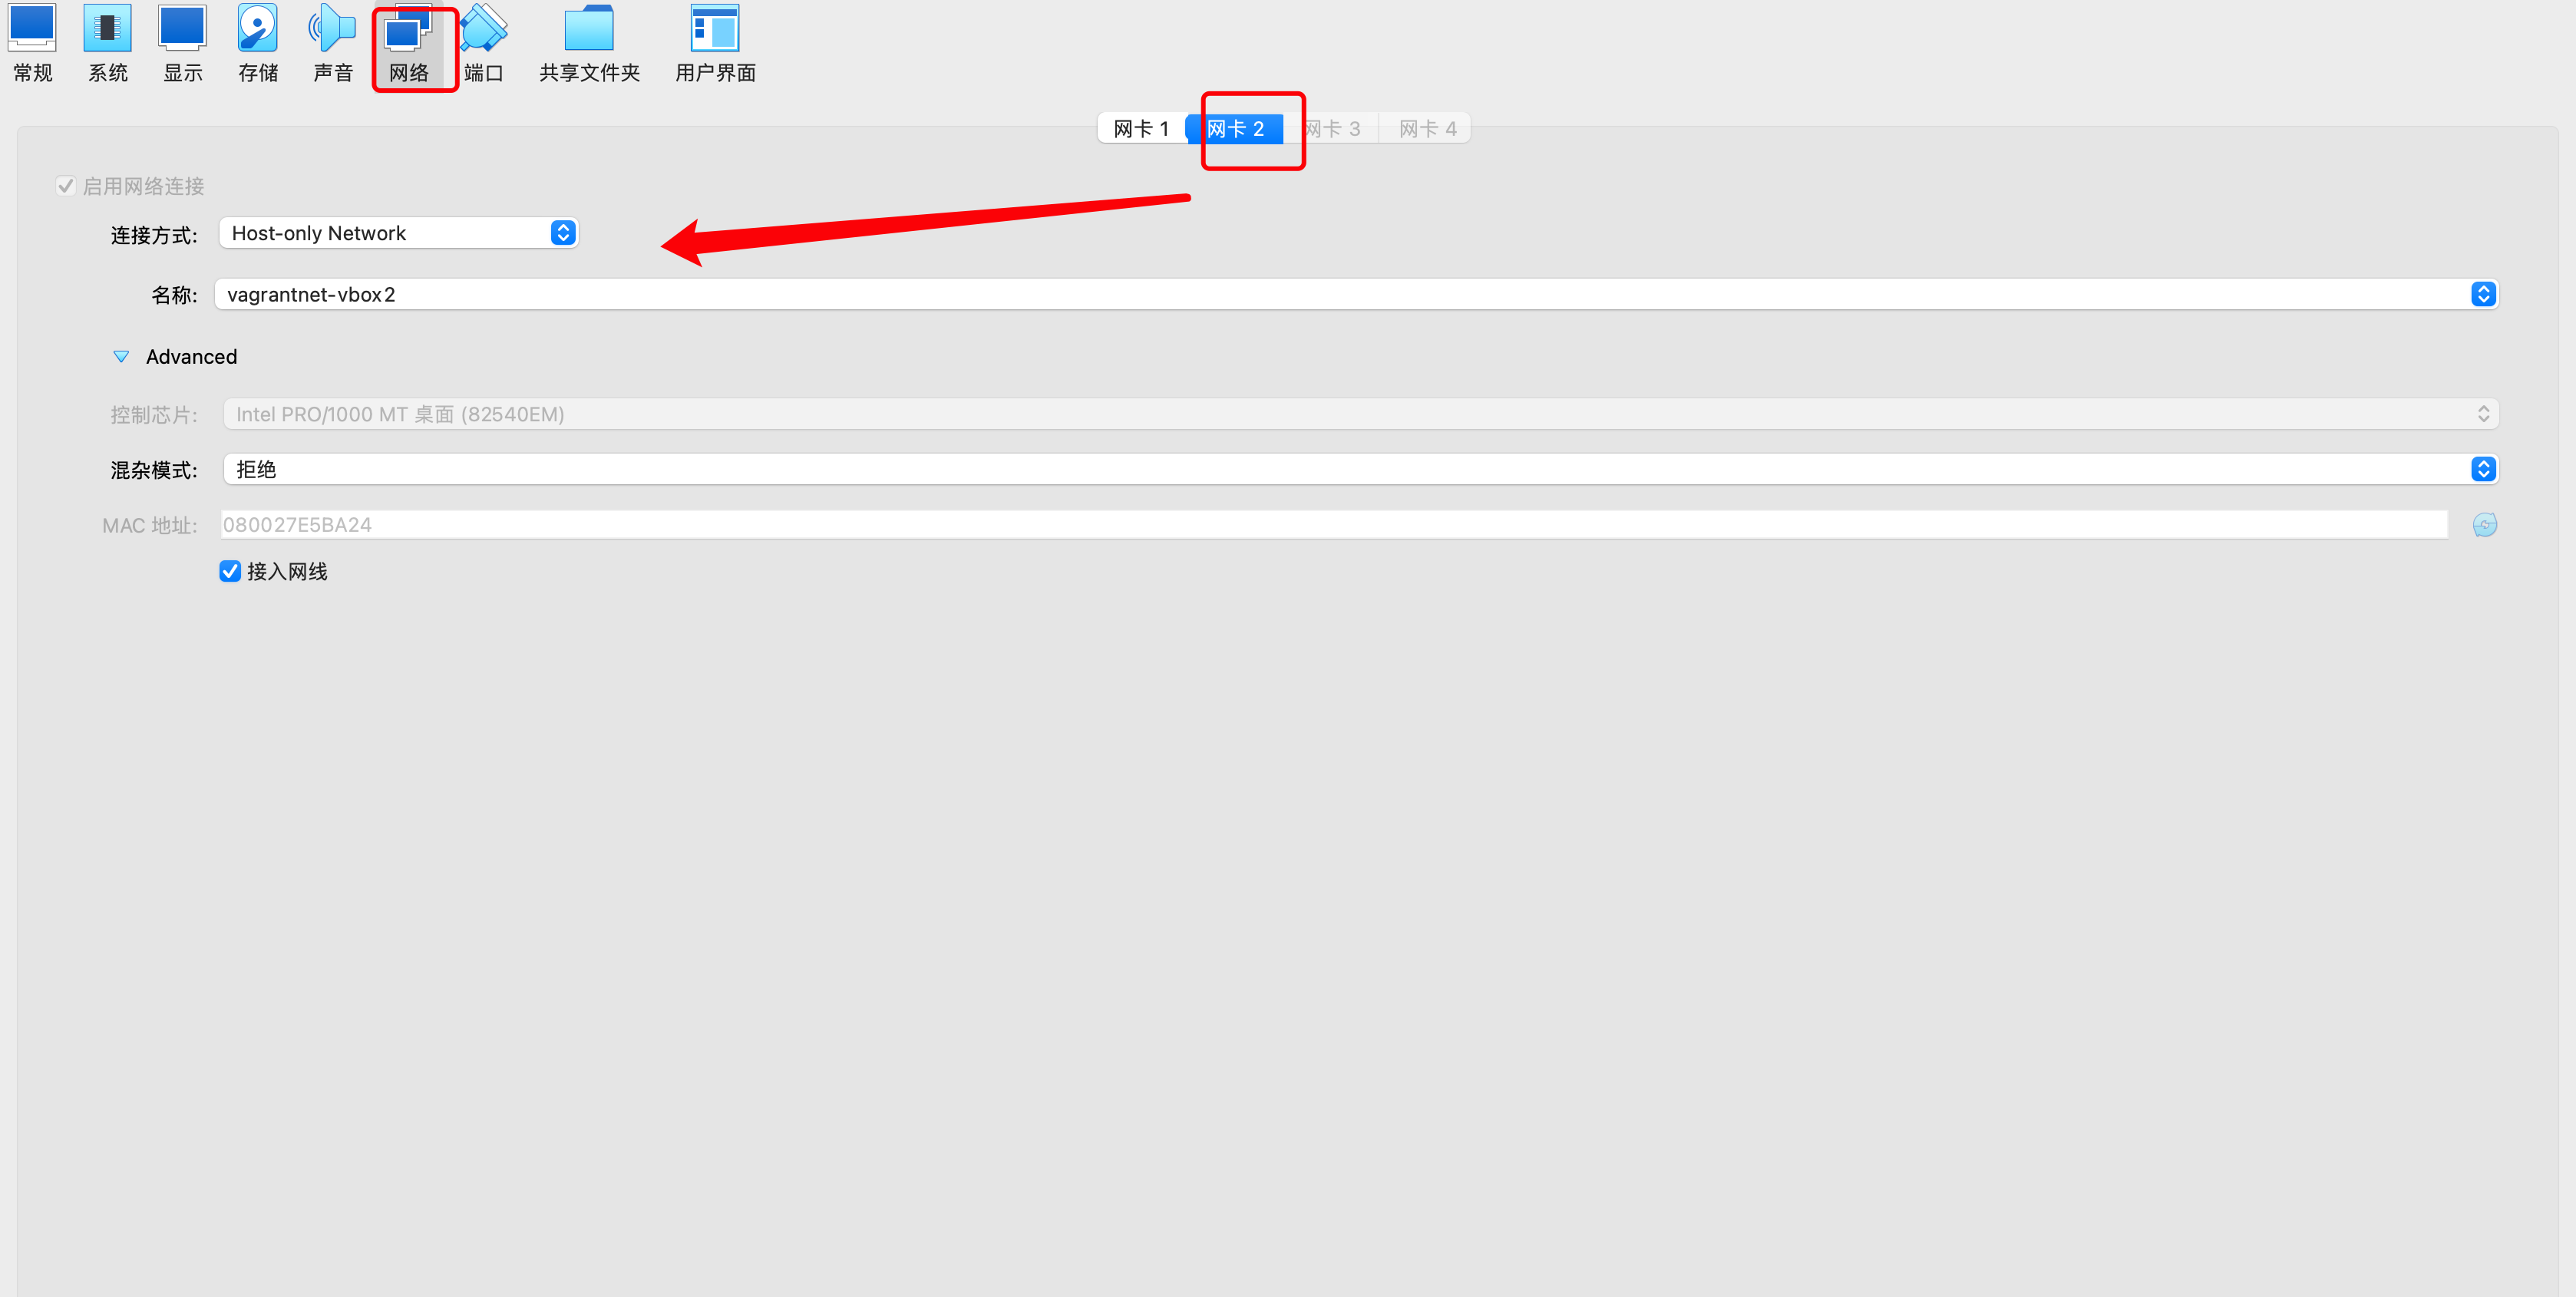 常规 系统 显示 存储 声音 网络 端口 共享文件夹 用户界面
网卡 1 网卡 2 网卡 3 网卡 4
启用网络连接
连接方式: Host-only Network
名称: vagrantnet-vbox2
Advanced
控制芯片: Intel PRO/1000 MT 桌面 (82540EM)
混杂模式: 拒绝
MAC 地址: 080027E5BA24
接入网线